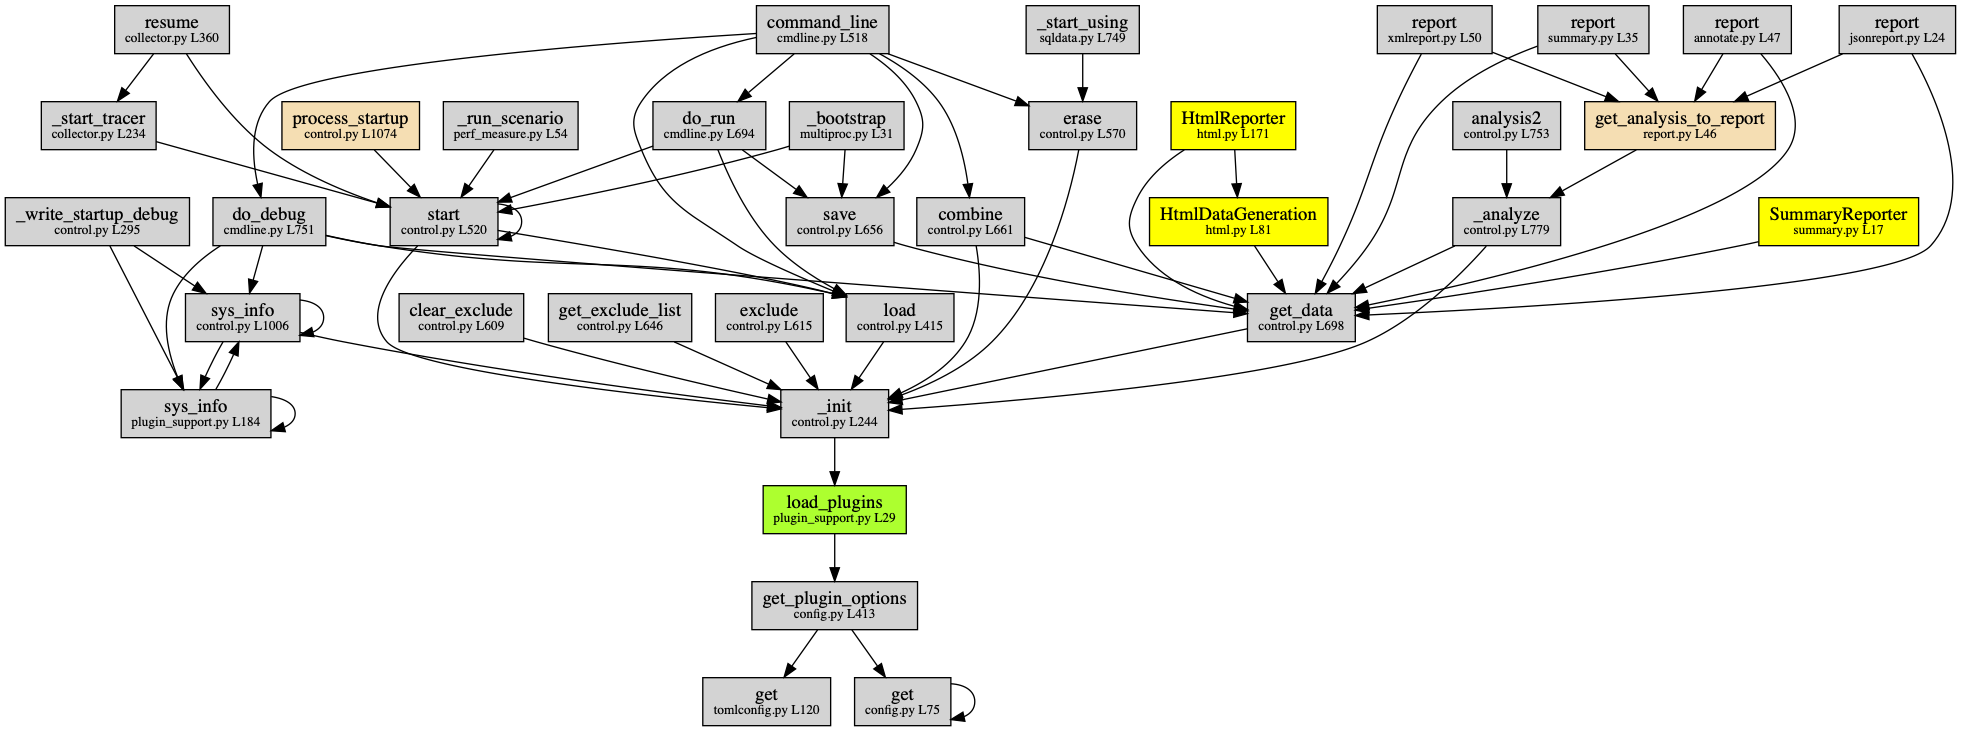 resume
collector.py L360
command_line
cmdline.py L518
_start_using
sqldata.py L749
report
xmlreport.py L50
report
summary.py L35
report
annotate.py L47
report
jsonreport.py L24
_start_tracer
collector.py L234
process_startup
control.py L1074
_run_scenario
perf_measure.py L54
do_run
cmdline.py L694
_bootstrap
multiproc.py L31
erase
control.py L570
HtmlReporter
html.py L171
analysis2
control.py L753
get_analysis_to_report
report.py L46
_write_startup_debug
control.py L295
do_debug
cmdline.py L751
start
control.py L520
save
control.py L656
combine
control.py L661
HtmlDataGeneration
html.py L81
_analyze
control.py L779
SummaryReporter
summary.py L17
sys_info
control.py L1006
clear_exclude
control.py L609
get_exclude_list
control.py L646
exclude
control.py L615
load
control.py L415
get_data
control.py L698
sys_info
plugin_support.py L184
_init
control.py L244
load_plugins
plugin_support.py L29
get_plugin_options
config.py L413
get
tomlconfig.py L120
get
config.py L75